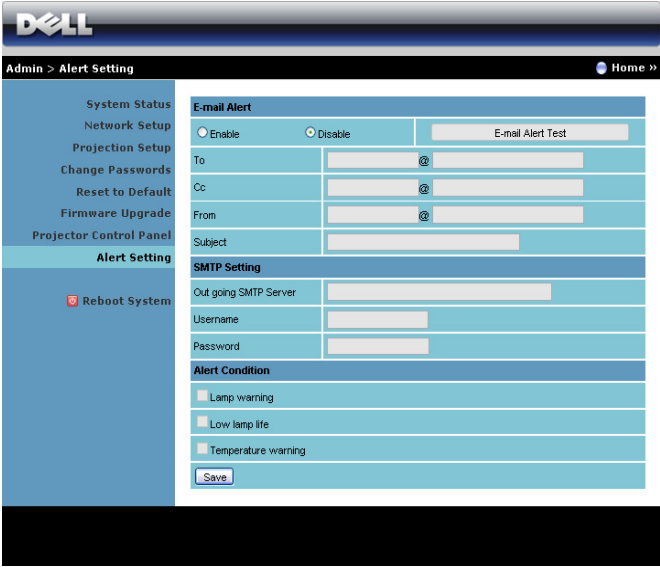 DELL
Admin > Alert Setting
Home »
System Status
Network Setup
Projection Setup
Change Passwords
Reset to Default
Firmware Upgrade
Projector Control Panel
Alert Setting
Reboot System
E-mail Alert
Enable Disable E-mail Alert Test
To @
Cc @
From @
Subject
SMTP Setting
Out going SMTP Server
Username
Password
Alert Condition
Lamp warning
Low lamp life
Temperature warning
Save